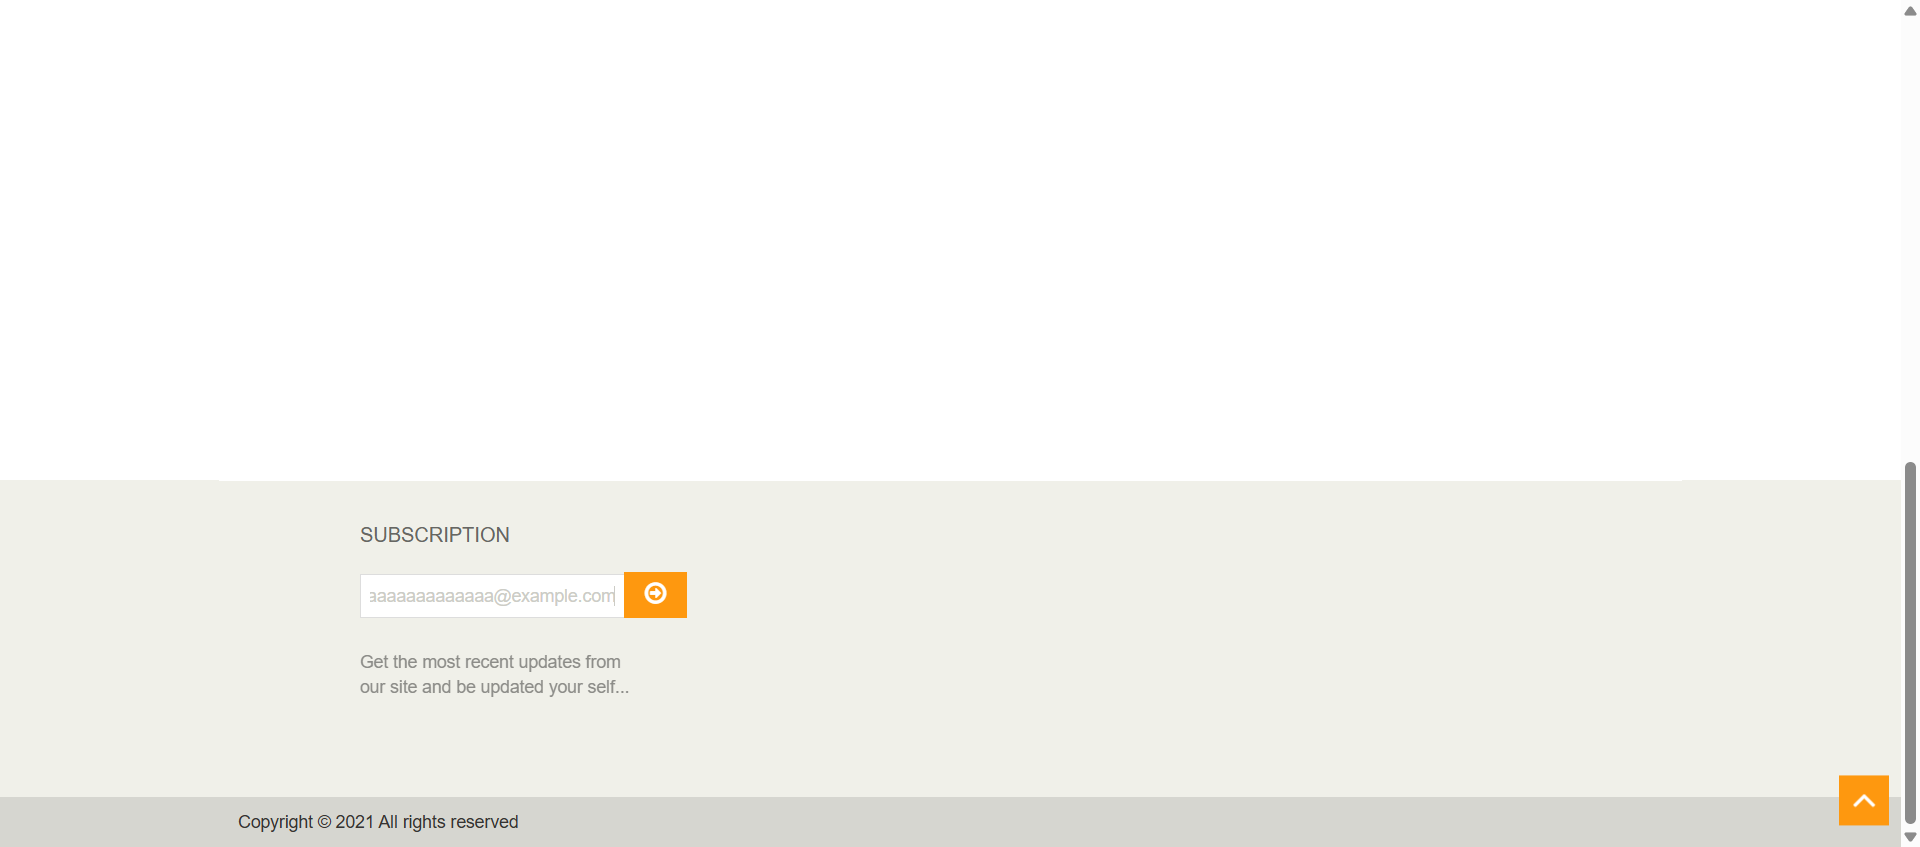 SUBSCRIPTION
aaaaaaaaaaaaaa@example.com
Get the most recent updates from
our site and be updated your self...
Copyright © 2021 All rights reserved